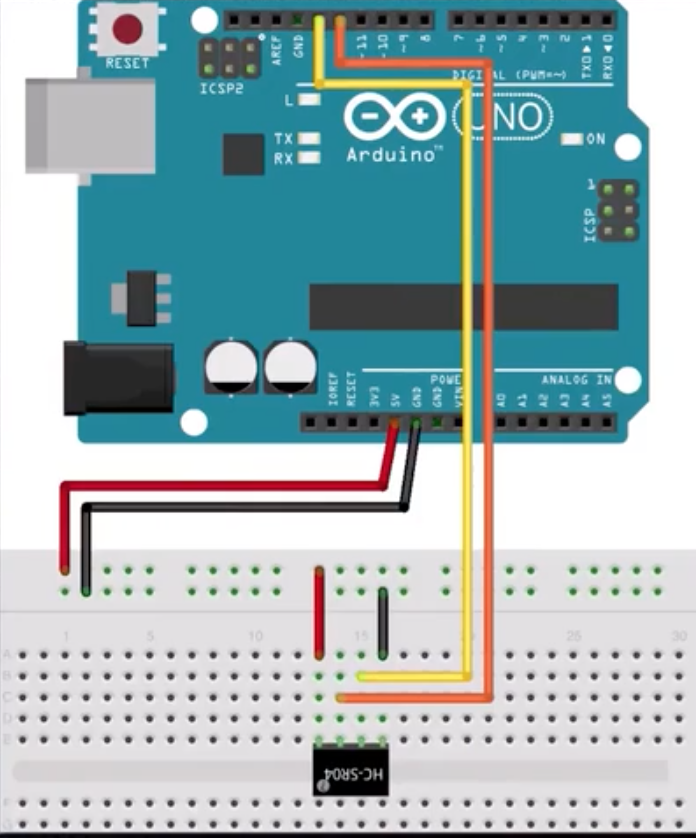 RESET
ICSP2
AREF
GND
~11
~10
~9
8
7
~6
~5
4
~3
2
TXD▶1
RXD◀0
DIGITAL (PWM=~)
L
TX
RX
UNO
Arduino™
ON
1
ICSP
IOREF
RESET
3V3
5V
GND
GND
VIN
POWER
ANALOG IN
A0
A1
A2
A3
A4
A5
1 5 10 15 25 30
A
B
C
D
E
HC-SR04
F
G